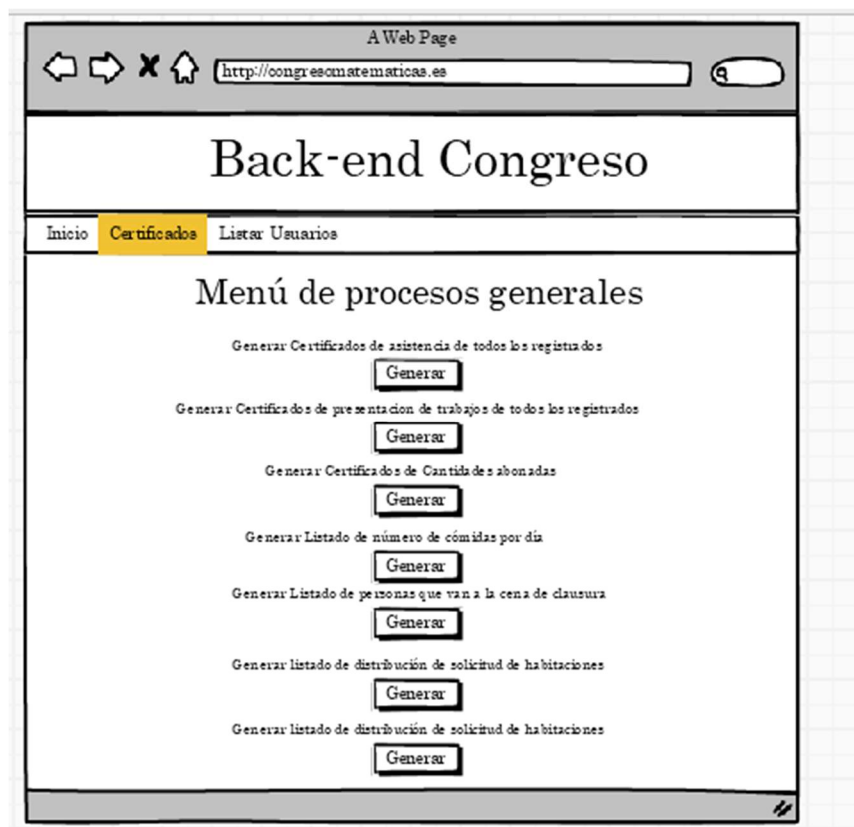 A Web Page
http://congresomatematicas.es
Back-end Congreso
Inicio Certificados Listar Usuarios
Menú de procesos generales
Generar Certificados de asistencia de todos los registrados
Generar
Generar Certificados de presentacion de trabajos de todos los registrados
Generar
Generar Certificados de Cantidades abonadas
Generar
Generar Listado de número de cómidas por día
Generar
Generar Listado de personas que van a la cena de clausura
Generar
Generar listado de distribución de solicitud de habitaciones
Generar
Generar listado de distribución de solicitud de habitaciones
Generar